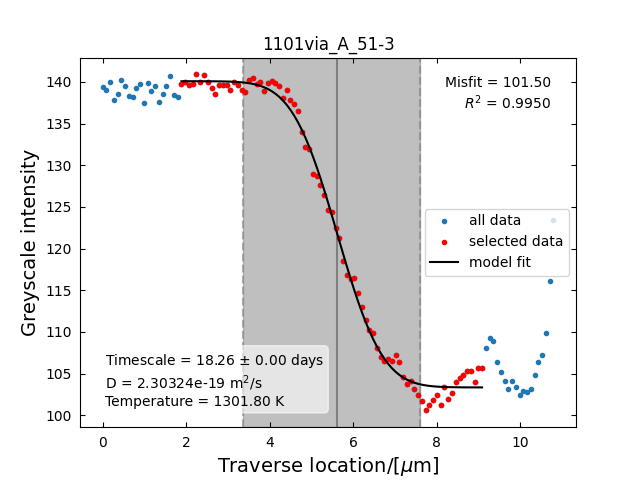 1101via_A_51-3
Misfit = 101.50
R² = 0.9950
Greyscale intensity
140
135
130
125
120
115
110
105
100
all data
selected data
model fit
Timescale = 18.26 ± 0.00 days
D = 2.30324e-19 m²/s
Temperature = 1301.80 K
0 2 4 6 8 10
Traverse location/[μm]